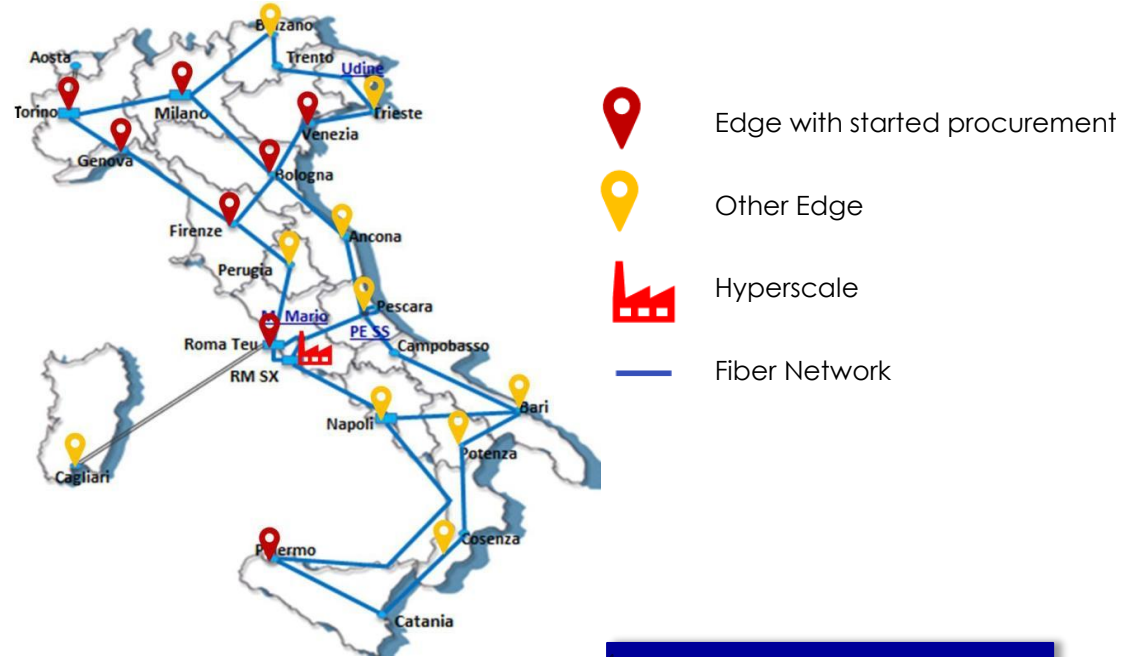 Bolzano
Aosta
Trento
Udine
Torino
Milano
Trieste
Venezia
Genova
Bologna
Firenze
Ancona
Perugia
Pescara
M. Mario
PE SS
Roma Teu
Campobasso
RM SX
Bari
Napoli
Potenza
Cagliari
Cosenza
Palermo
Catania
Edge with started procurement
Other Edge
Hyperscale
Fiber Network